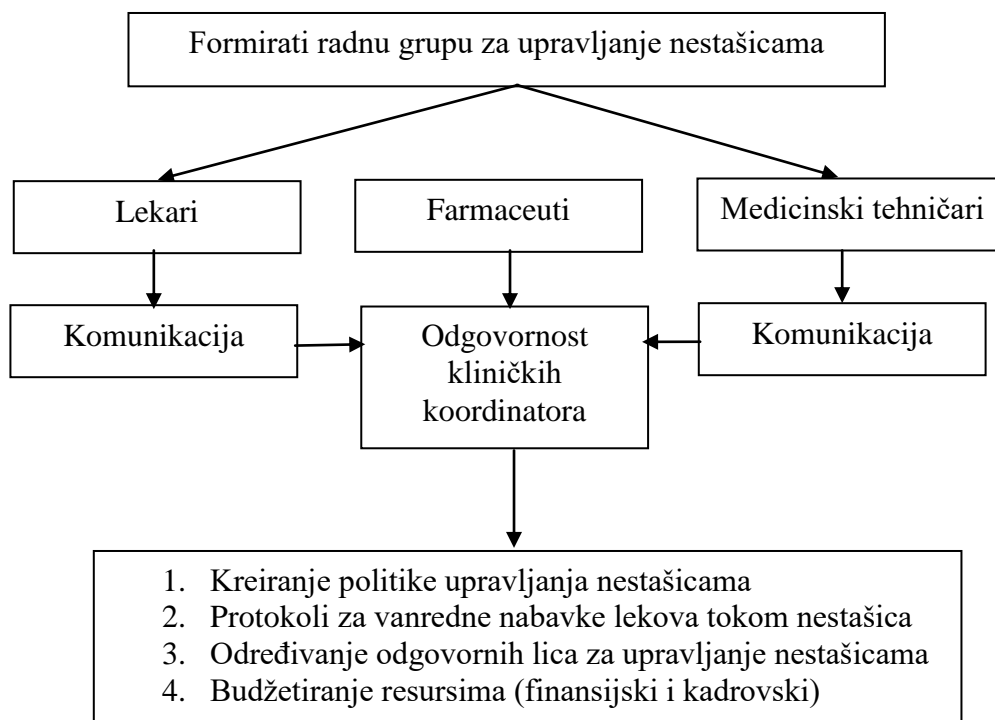 Formirati radnu grupu za upravljanje nestašicama
Lekari
Farmaceuti
Medicinski tehničari
Komunikacija
Odgovornost
kliničkih
koordinatora
Komunikacija
1. Kreiranje politike upravljanja nestašicama
2. Protokoli za vanredne nabavke lekova tokom nestašica
3. Određivanje odgovornih lica za upravljanje nestašicama
4. Budžetiranje resursima (finansijski i kadrovski)